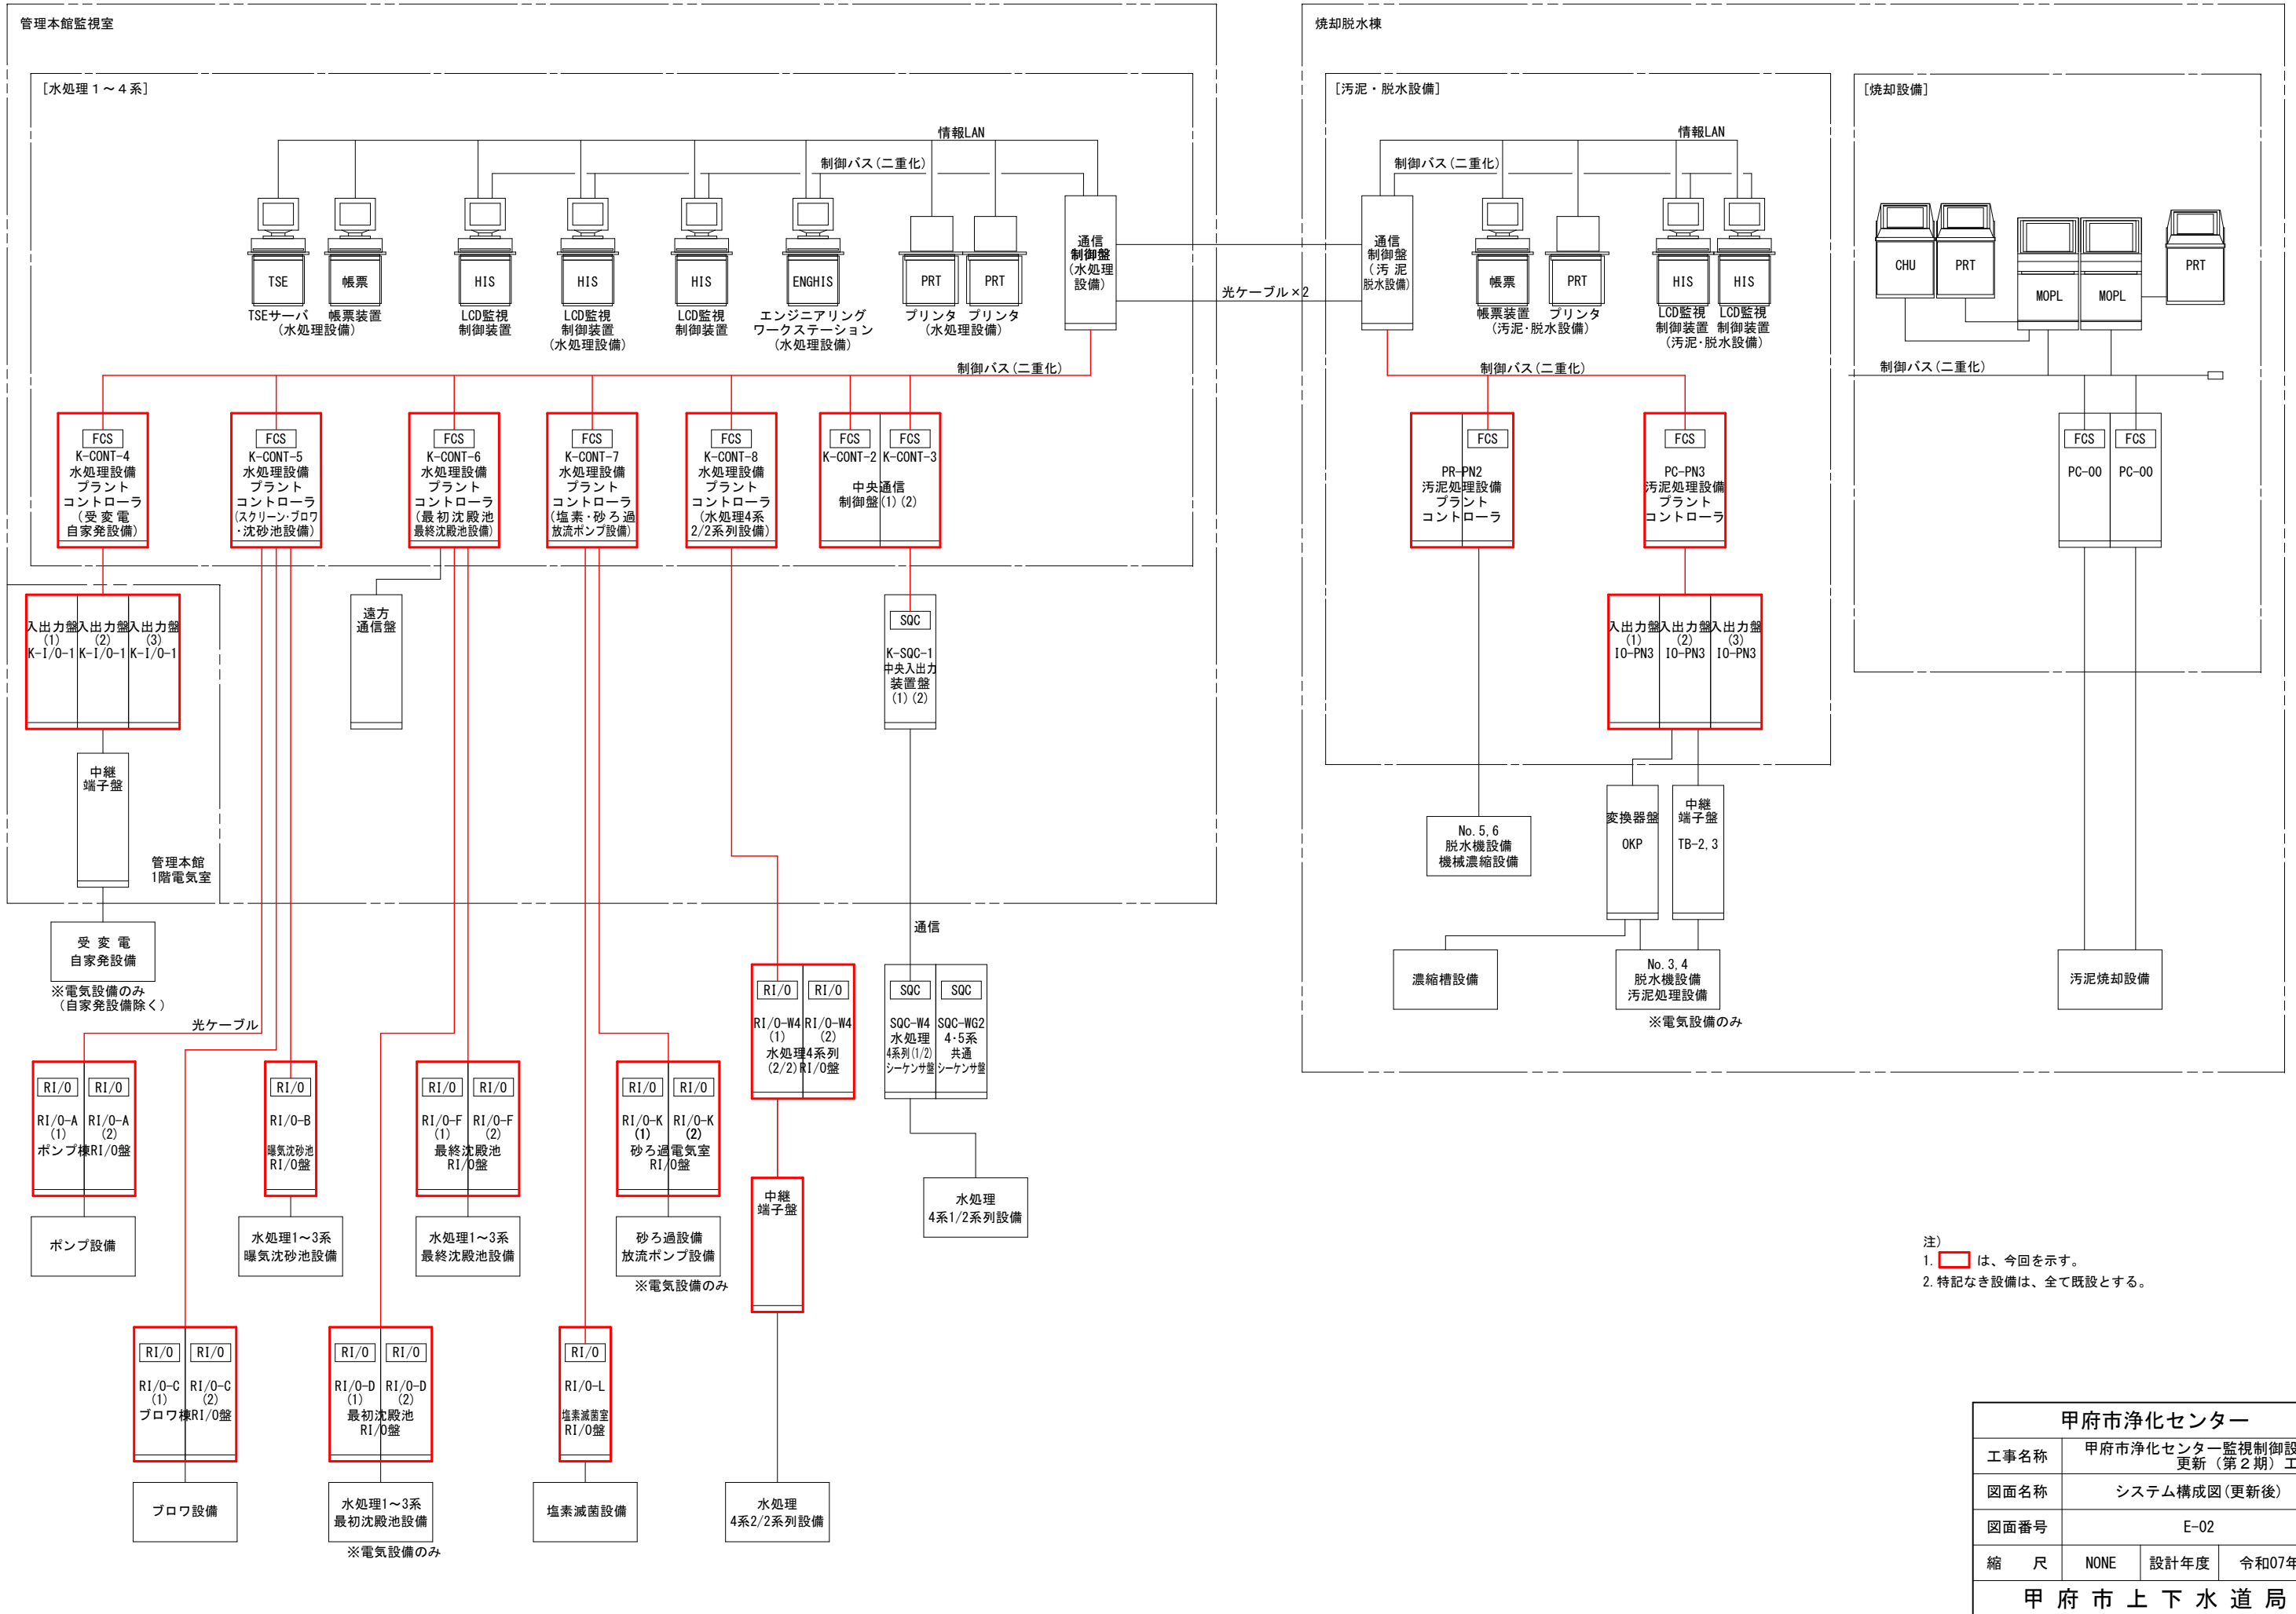 管理本館監視室
[水処理1～4系]
情報LAN
制御バス(二重化)
TSE
帳票
HIS
HIS
HIS
ENGHIS
PRT
PRT
通信
制御盤
(水処理
設備)
TSEサーバ
帳票装置
(水処理設備)
LCD監視
制御装置
LCD監視
制御装置
(水処理設備)
LCD監視
制御装置
エンジニアリング
ワークステーション
(水処理設備)
プリンタ
プリンタ
(水処理設備)
光ケーブル×2
制御バス(二重化)
FCS
K-CONT-4
水処理設備
プラント
コントローラ
(受変電
自家発設備)
FCS
K-CONT-5
水処理設備
プラント
コントローラ
(スクリーン・ブロワ
・沈砂池設備)
FCS
K-CONT-6
水処理設備
プラント
コントローラ
(最初沈殿池
最終沈殿池設備)
FCS
K-CONT-7
水処理設備
プラント
コントローラ
(塩素・砂ろ過
放流ポンプ設備)
FCS
K-CONT-8
水処理設備
プラント
コントローラ
(水処理4系
2/2系列設備)
FCS
FCS
K-CONT-2
K-CONT-3
中央通信
制御盤(1)(2)
入出力盤
(1)
K-I/O-1
入出力盤
(2)
K-I/O-1
入出力盤
(3)
K-I/O-1
遠方
通信盤
SQC
K-SQC-1
中央入出力
装置盤
(1)(2)
中継
端子盤
管理本館
1階電気室
受変電
自家発設備
※電気設備のみ
(自家発設備除く)
光ケーブル
通信
RI/O
RI/O
RI/O-W4
(1)
RI/O-W4
(2)
水処理4系列
(2/2)RI/O盤
SQC
SQC
SQC-W4
水処理
4系列(1/2)
シーケンサ盤
SQC-WG2
4・5系
共通
シーケンサ盤
RI/O
RI/O
RI/O-A
(1)
RI/O-A
(2)
ポンプ棟RI/O盤
RI/O
RI/O-B
曝気沈砂池
RI/O盤
RI/O
RI/O
RI/O-F
(1)
RI/O-F
(2)
最終沈殿池
RI/O盤
RI/O
RI/O
RI/O-K
(1)
RI/O-K
(2)
砂ろ過電気室
RI/O盤
中継
端子盤
水処理
4系1/2系列設備
ポンプ設備
水処理1～3系
曝気沈砂池設備
水処理1～3系
最終沈殿池設備
砂ろ過設備
放流ポンプ設備
※電気設備のみ
RI/O
RI/O
RI/O-C
(1)
RI/O-C
(2)
ブロワ棟RI/O盤
RI/O
RI/O
RI/O-D
(1)
RI/O-D
(2)
最初沈殿池
RI/O盤
RI/O
RI/O-L
塩素滅菌室
RI/O盤
ブロワ設備
水処理1～3系
最初沈殿池設備
※電気設備のみ
塩素滅菌設備
水処理
4系2/2系列設備
焼却脱水棟
[汚泥・脱水設備]
情報LAN
制御バス(二重化)
通信
制御盤
(汚泥
脱水設備)
帳票
PRT
HIS
HIS
帳票装置
プリンタ
(汚泥・脱水設備)
LCD監視
制御装置
LCD監視
制御装置
(汚泥・脱水設備)
制御バス(二重化)
FCS
PR-PN2
汚泥処理設備
プラント
コントローラ
FCS
PC-PN3
汚泥処理設備
プラント
コントローラ
入出力盤
(1)
IO-PN3
入出力盤
(2)
IO-PN3
入出力盤
(3)
IO-PN3
No.5,6
脱水機設備
機械濃縮設備
変換器盤
OKP
中継
端子盤
TB-2,3
濃縮槽設備
No.3,4
脱水機設備
汚泥処理設備
※電気設備のみ
[焼却設備]
CHU
PRT
MOPL
MOPL
PRT
制御バス(二重化)
FCS
FCS
PC-00
PC-00
汚泥焼却設備
注)
1. は、今回を示す。
2.特記なき設備は、全て既設とする。
甲府市浄化センター
工事名称
甲府市浄化センター監視制御設
更新（第2期）工
図面名称
システム構成図(更新後)
図面番号
E-02
縮 尺
NONE
設計年度
令和07年
甲府市上下水道局